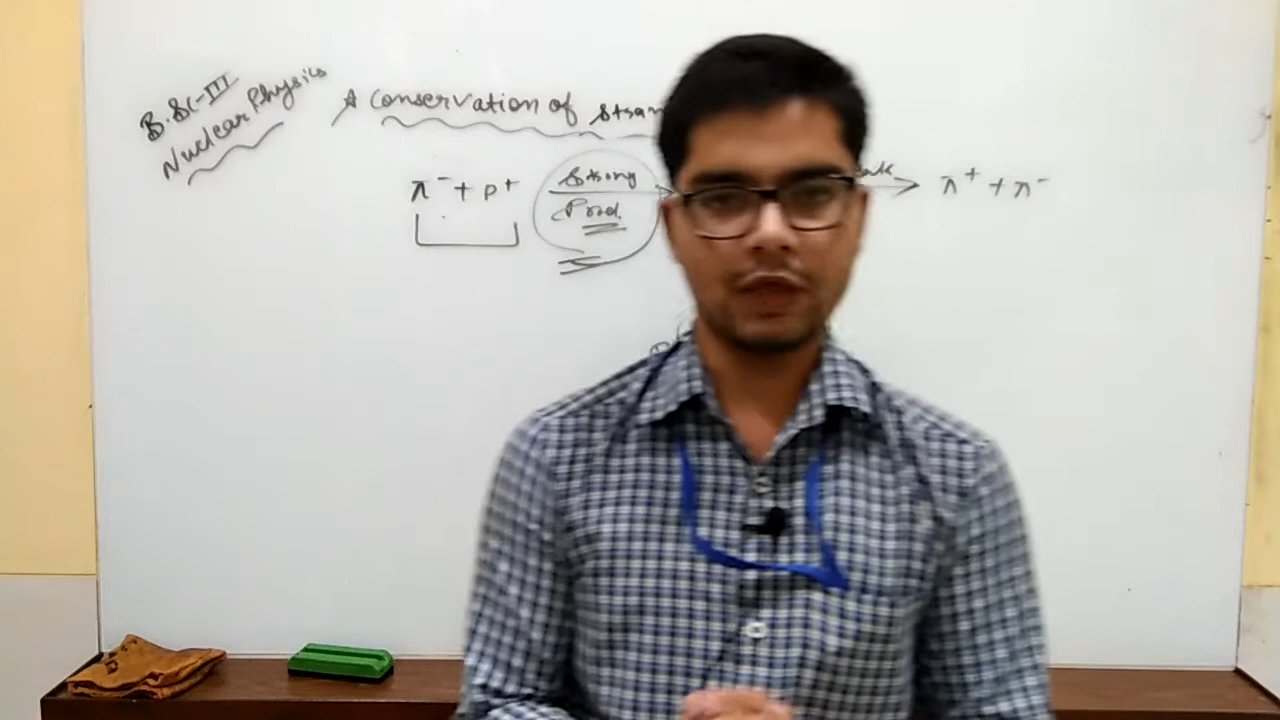 B.Sc-III
Nuclear Physics
* Conservation of Stran
π⁻ + p⁺ Strong Prod. → π⁺ + π⁻